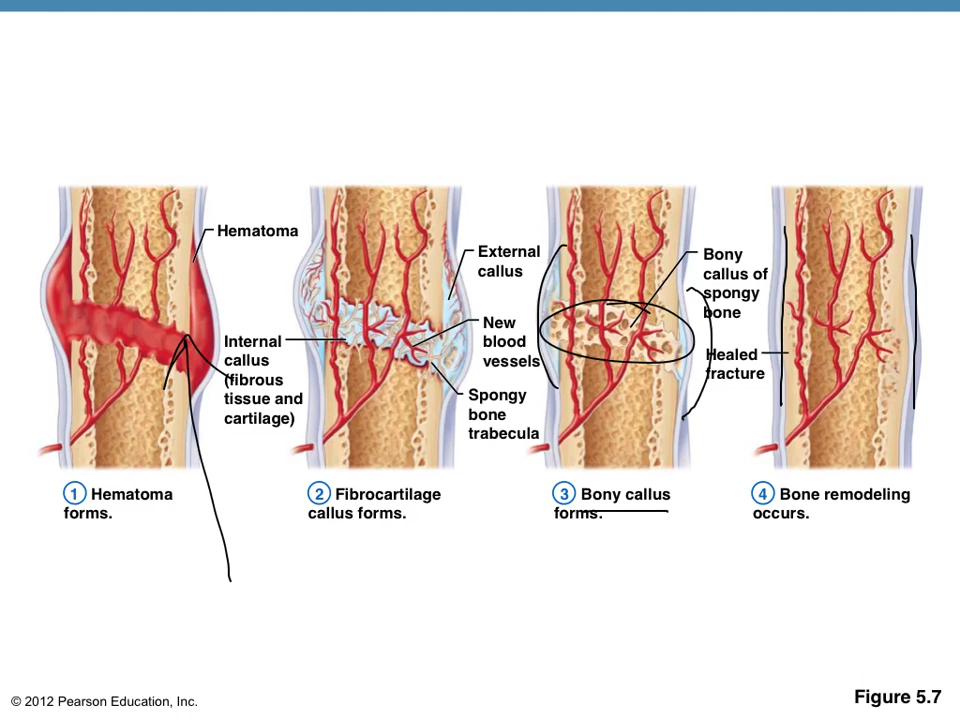 Hematoma
Internal
callus
(fibrous
tissue and
cartilage)
External
callus
New
blood
vessels
Spongy
bone
trabecula
Bony
callus of
spongy
bone
Healed
fracture
1 Hematoma
forms.
2 Fibrocartilage
callus forms.
3 Bony callus
forms.
4 Bone remodeling
occurs.
© 2012 Pearson Education, Inc.
Figure 5.7